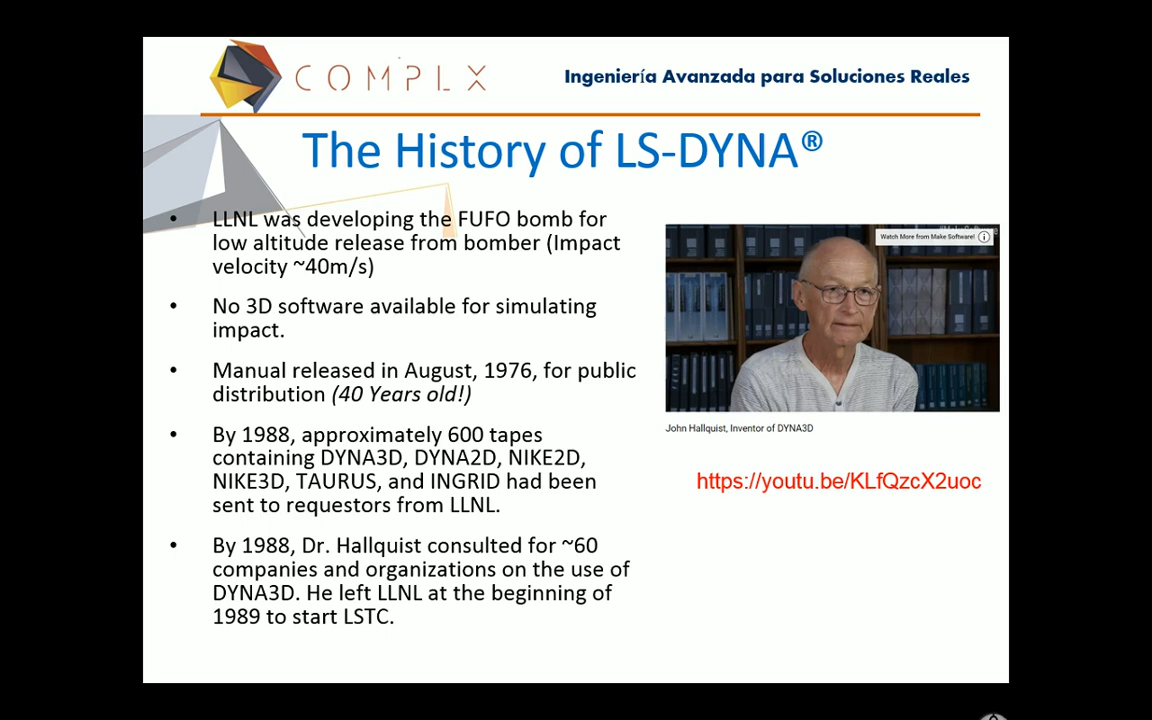 COMPLX
Ingeniería Avanzada para Soluciones Reales
The History of LS-DYNA®
• LLNL was developing the FUFO bomb for
low altitude release from bomber (Impact
velocity ~40m/s)
• No 3D software available for simulating
impact.
• Manual released in August, 1976, for public
distribution (40 Years old!)
• By 1988, approximately 600 tapes
containing DYNA3D, DYNA2D, NIKE2D,
NIKE3D, TAURUS, and INGRID had been
sent to requestors from LLNL.
• By 1988, Dr. Hallquist consulted for ~60
companies and organizations on the use of
DYNA3D. He left LLNL at the beginning of
1989 to start LSTC.
Watch More from Make Software!
John Hallquist, Inventor of DYNA3D
https://youtu.be/KLfQzcX2uoc